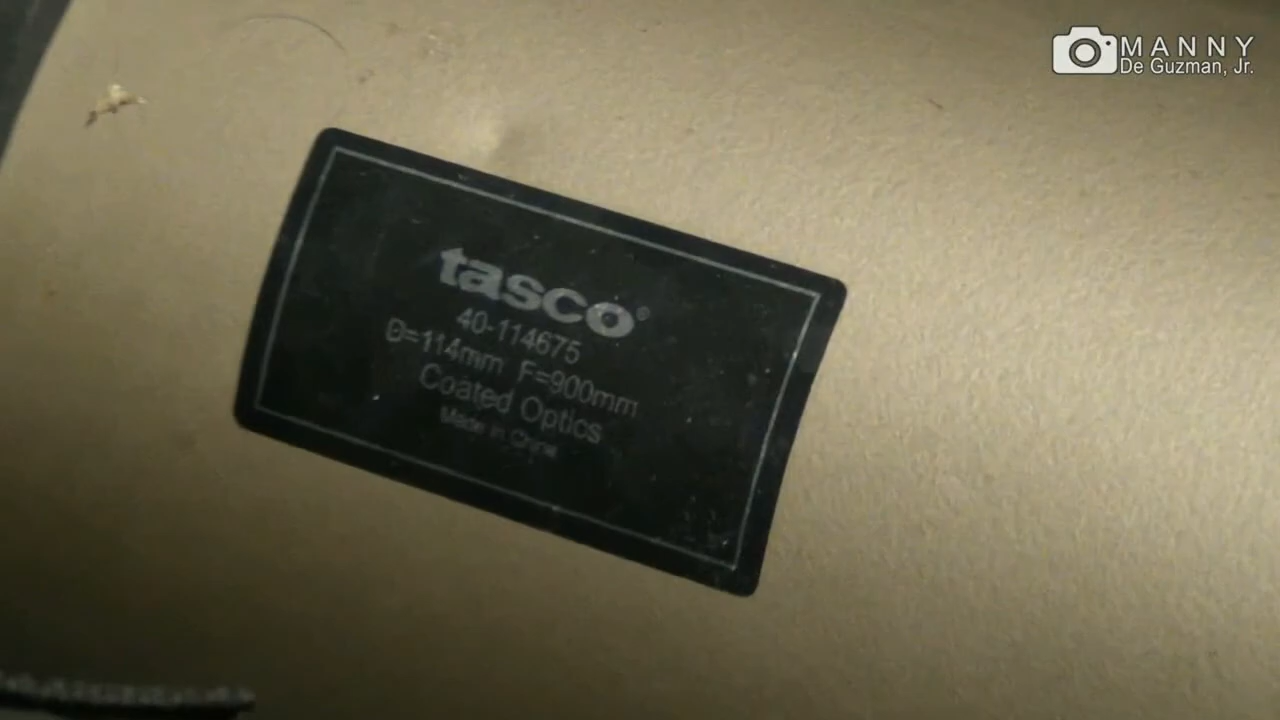 MANNY
De Guzman, Jr.
tasco®
40-114675
D=114mm F=900mm
Coated Optics
Made in China